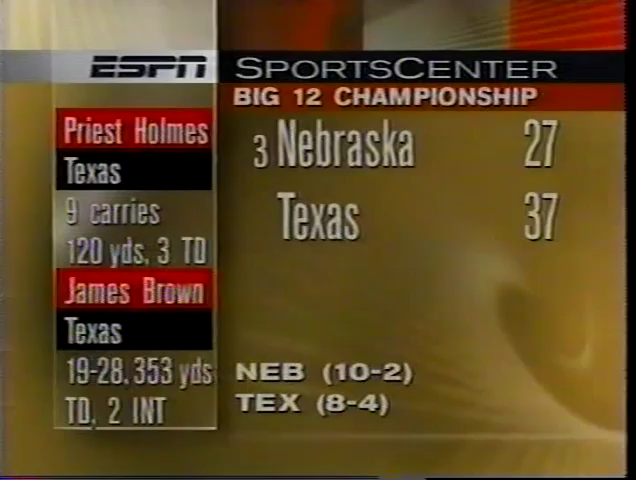 ESPN SPORTSCENTER
BIG 12 CHAMPIONSHIP
Priest Holmes
Texas
9 carries
120 yds, 3 TD
James Brown
Texas
19-28, 353 yds
TD, 2 INT
3 Nebraska 27
Texas 37
NEB (10-2)
TEX (8-4)